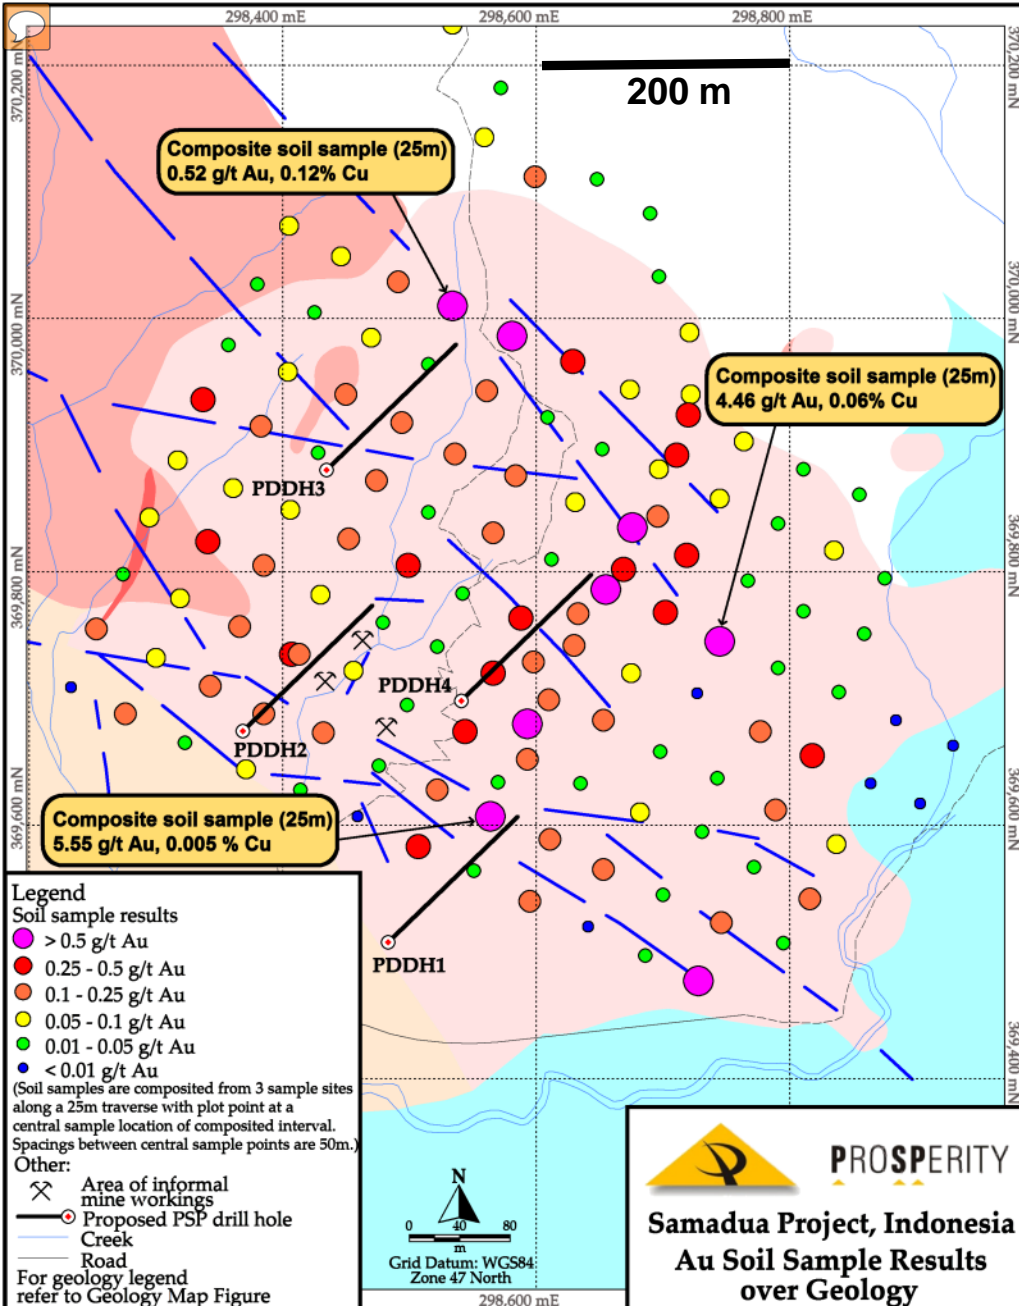 298,400 mE
298,600 mE
298,800 mE
370,200 mN
370,200 mN
200 m
Composite soil sample (25m)
0.52 g/t Au, 0.12% Cu
370,000 mN
370,000 mN
Composite soil sample (25m)
4.46 g/t Au, 0.06% Cu
PDDH3
369,800 mN
369,800 mN
PDDH4
PDDH2
369,600 mN
369,600 mN
Composite soil sample (25m)
5.55 g/t Au, 0.005 % Cu
PDDH1
369,400 mN
Legend
Soil sample results
> 0.5 g/t Au
0.25 - 0.5 g/t Au
0.1 - 0.25 g/t Au
0.05 - 0.1 g/t Au
0.01 - 0.05 g/t Au
< 0.01 g/t Au
(Soil samples are composited from 3 sample sites
along a 25m traverse with plot point at a
central sample location of composited interval.
Spacings between central sample points are 50m.)
Other:
Area of informal
mine workings
Proposed PSP drill hole
Creek
Road
For geology legend
refer to Geology Map Figure
N
0 40 80
m
Grid Datum: WGS84
Zone 47 North
298,600 mE
PROSPERITY
Samadua Project, Indonesia
Au Soil Sample Results
over Geology